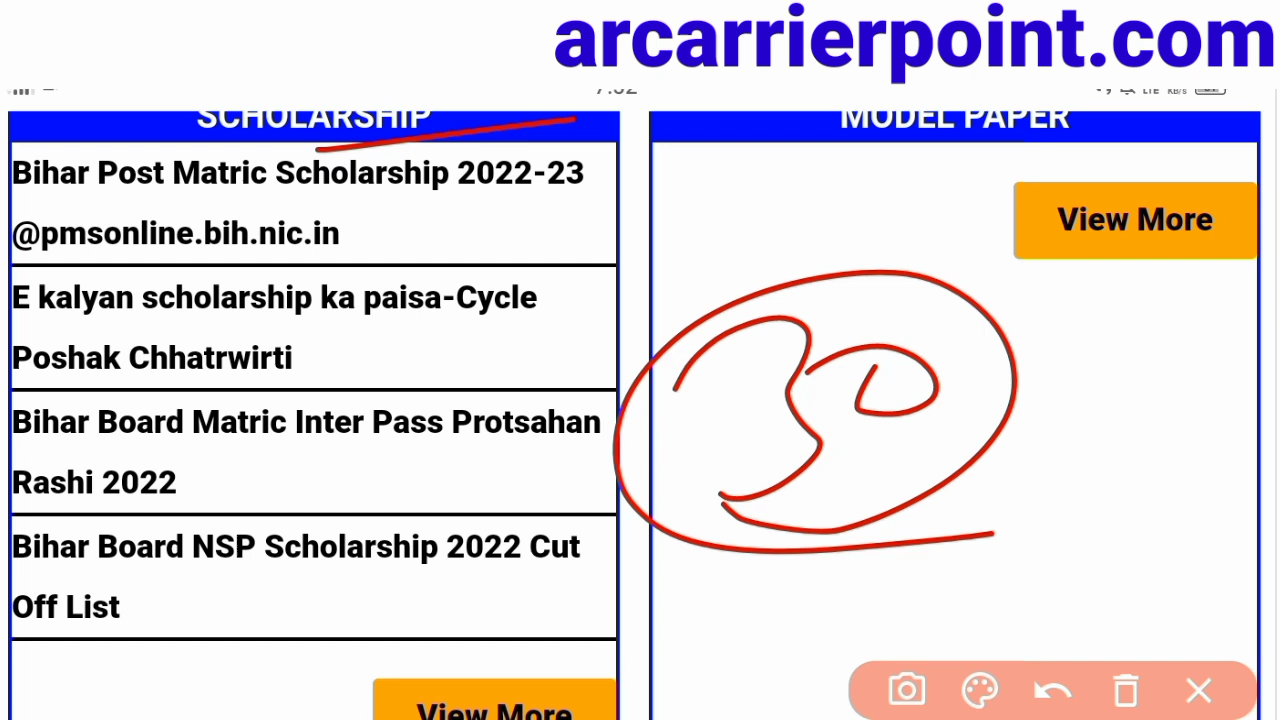 arcarrierpoint.com
LTE KB/s
SCHOLARSHIP
Bihar Post Matric Scholarship 2022-23
@pmsonline.bih.nic.in
E kalyan scholarship ka paisa-Cycle
Poshak Chhatrwirti
Bihar Board Matric Inter Pass Protsahan
Rashi 2022
Bihar Board NSP Scholarship 2022 Cut
Off List
View More
MODEL PAPER
View More